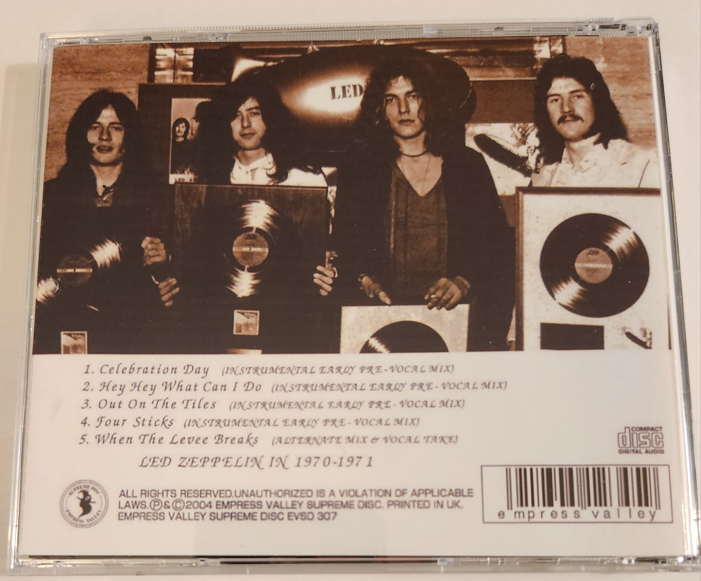 LED
1. Celebration Day (INSTRUMENTAL EARLY PRE-VOCAL MIX)
2. Hey Hey What Can I Do (INSTRUMENTAL EARLY PRE-VOCAL MIX)
3. Out On The Tiles (INSTRUMENTAL EARLY PRE-VOCAL MIX)
4. Four Sticks (INSTRUMENTAL EARLY PRE-VOCAL MIX)
5. When The Levee Breaks (ALTERNATE MIX & VOCAL TAKE)
LED ZEPPELIN IN 1970-1971
COMPACT
disc
DIGITAL AUDIO
ALL RIGHTS RESERVED.UNAUTHORIZED IS A VIOLATION OF APPLICABLE
LAWS.Ⓟ&Ⓒ2004 EMPRESS VALLEY SUPREME DISC. PRINTED IN UK.
EMPRESS VALLEY SUPREME DISC EVSD 307
empress valley